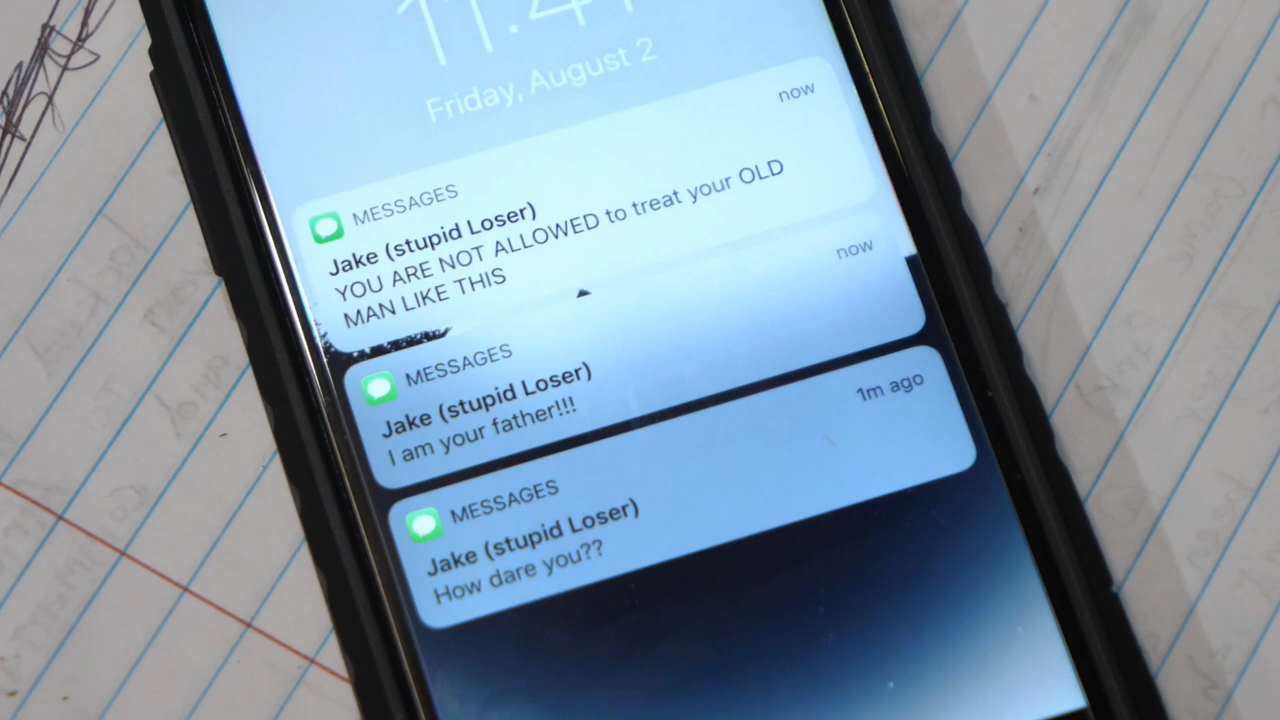 Friday, August 2
MESSAGES
now
Jake (stupid Loser)
YOU ARE NOT ALLOWED to treat your OLD
MAN LIKE THIS
MESSAGES
now
Jake (stupid Loser)
I am your father!!!
MESSAGES
1m ago
Jake (stupid Loser)
How dare you??